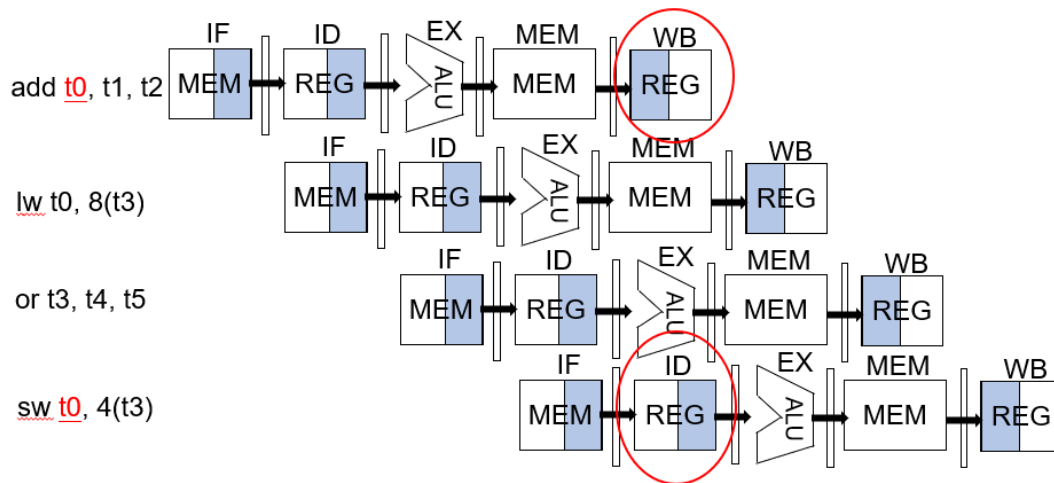 IF ID EX MEM WB
add t0, t1, t2 MEM REG ALU MEM REG
IF ID EX MEM WB
lw t0, 8(t3) MEM REG ALU MEM REG
IF ID EX MEM WB
or t3, t4, t5 MEM REG ALU MEM REG
IF ID EX MEM WB
sw t0, 4(t3) MEM REG ALU MEM REG